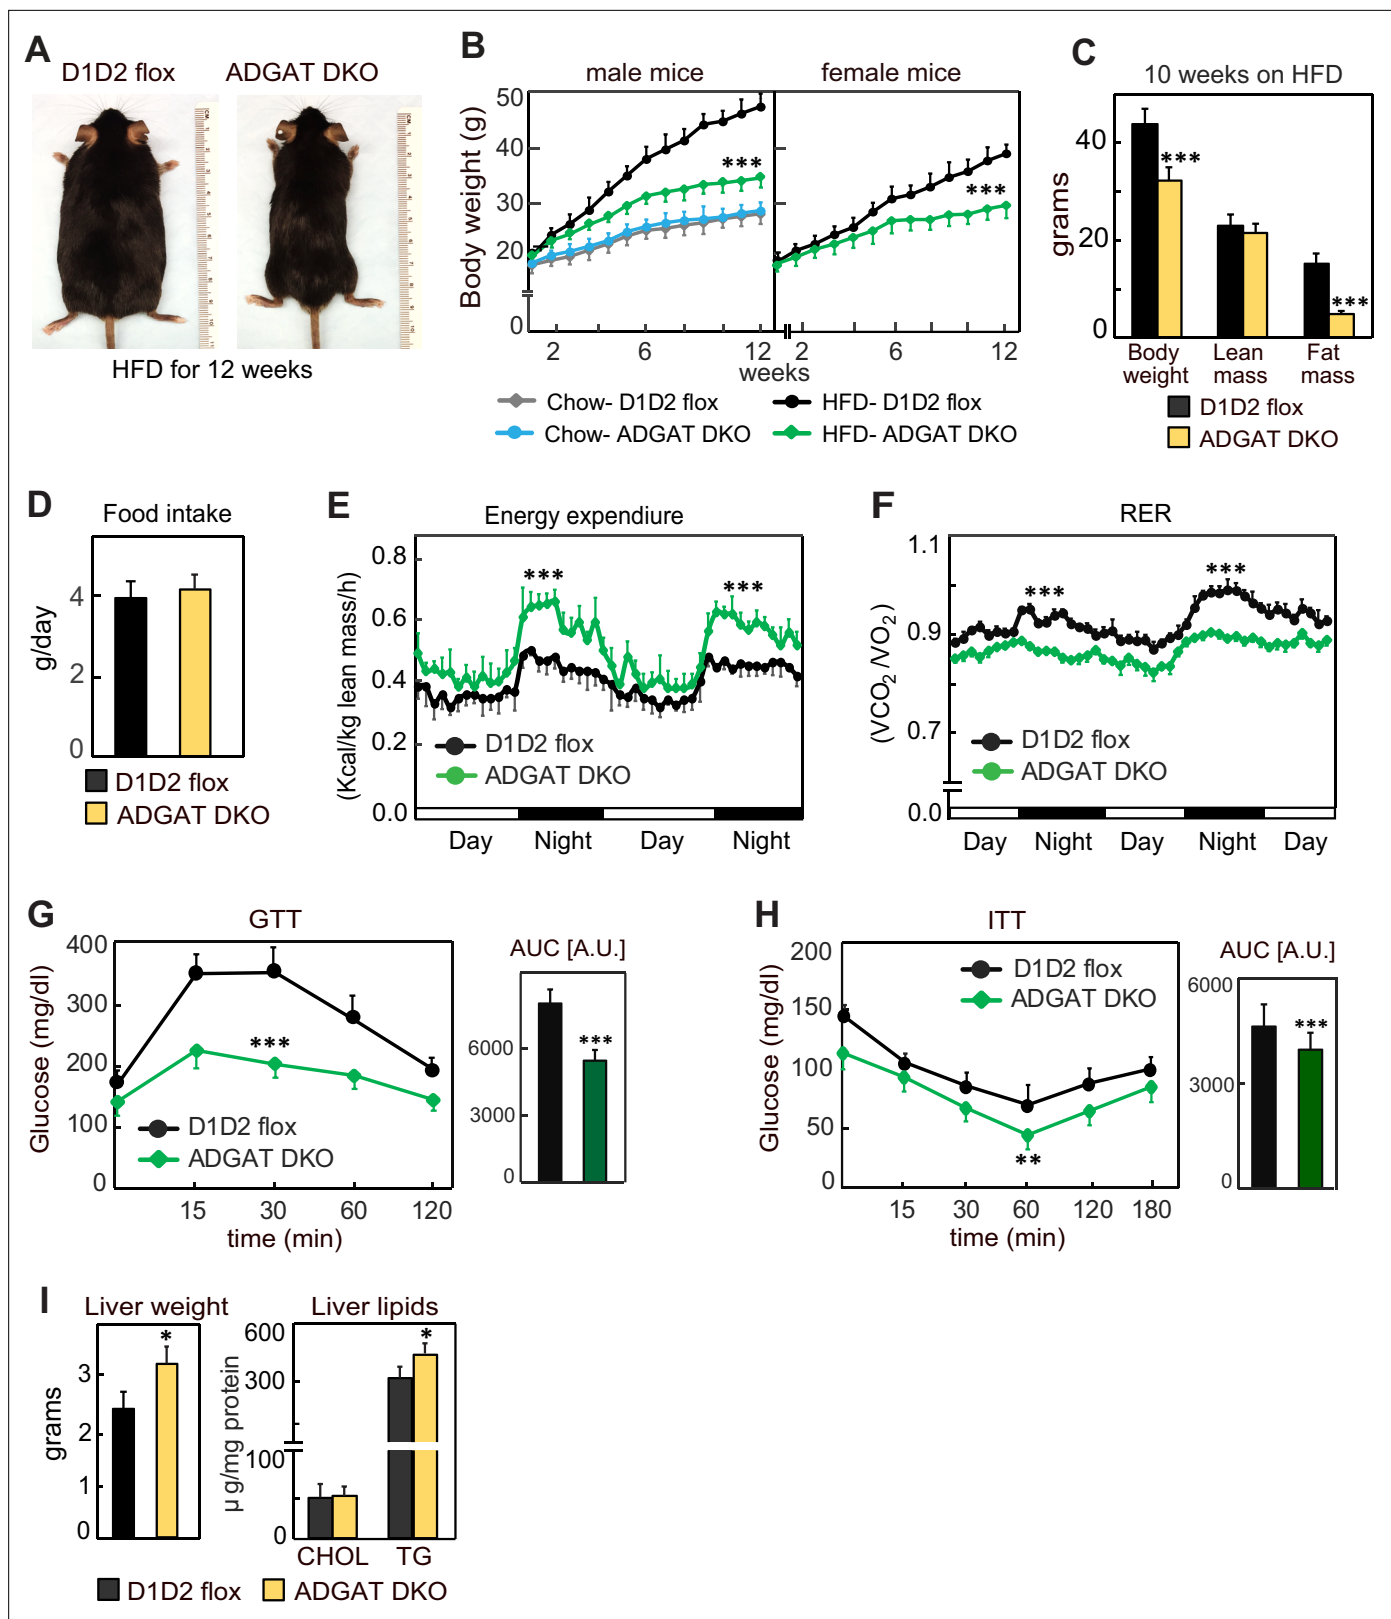 A
D1D2 flox
ADGAT DKO
HFD for 12 weeks
B
male mice
female mice
Body weight (g)
50
40
30
20
0
2
6
12
2
6
12
weeks
Chow- D1D2 flox
HFD- D1D2 flox
Chow- ADGAT DKO
HFD- ADGAT DKO
***
***
C
10 weeks on HFD
grams
40
20
0
***
***
Body weight
Lean mass
Fat mass
D1D2 flox
ADGAT DKO
D
Food intake
g/day
4
2
0
D1D2 flox
ADGAT DKO
E
Energy expendiure
(Kcal/kg lean mass/h)
0.8
0.6
0.4
0.2
0.0
***
***
D1D2 flox
ADGAT DKO
Day
Night
Day
Night
F
RER
(VCO2/VO2)
1.1
0.9
0.7
0.0
***
***
D1D2 flox
ADGAT DKO
Day
Night
Day
Night
Day
G
GTT
Glucose (mg/dl)
400
300
200
100
0
***
D1D2 flox
ADGAT DKO
15
30
60
120
time (min)
AUC [A.U.]
6000
3000
0
***
H
ITT
Glucose (mg/dl)
200
150
100
50
0
D1D2 flox
ADGAT DKO
**
15
30
60
120
180
time (min)
AUC [A.U.]
6000
3000
0
***
I
Liver weight
grams
3
2
1
0
*
Liver lipids
µ g/mg protein
600
300
100
0
*
CHOL
TG
D1D2 flox
ADGAT DKO